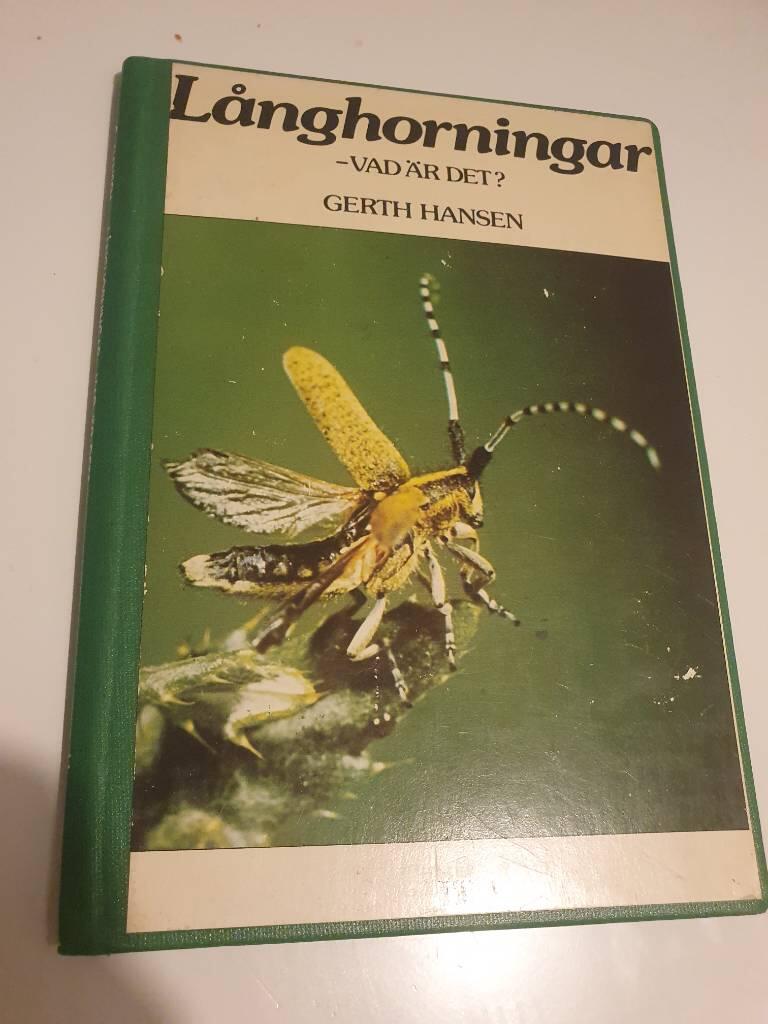 Långhorningar
-VAD ÄR DET?
GERTH HANSEN